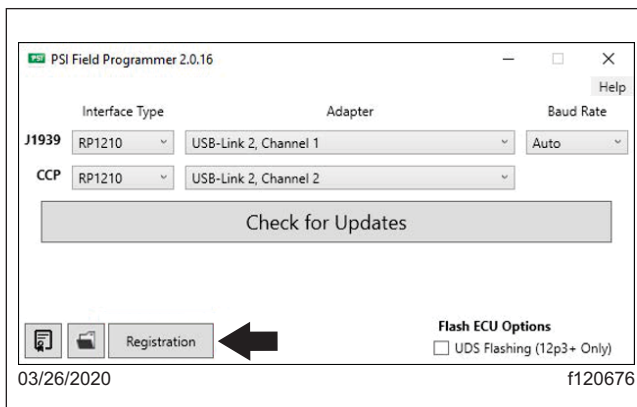 PSI PSI Field Programmer 2.0.16
Help
Interface Type Adapter Baud Rate
J1939 RP1210 USB-Link 2, Channel 1 Auto
CCP RP1210 USB-Link 2, Channel 2
Check for Updates
Flash ECU Options
Registration UDS Flashing (12p3+ Only)
03/26/2020 f120676